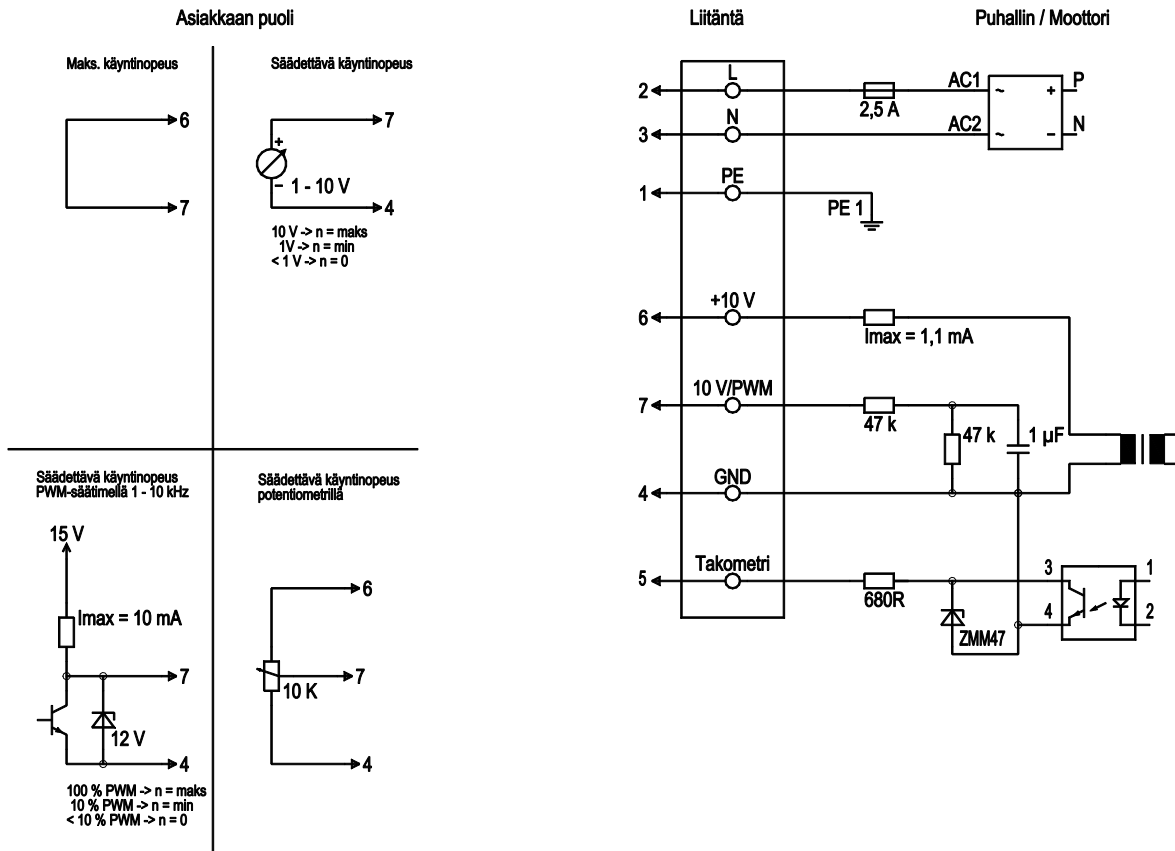 Asiakkaan puoli
Maks. käyntinopeus
6
7
Säädettävä käyntinopeus
7
+
–
1 - 10 V
4
10 V -> n = maks
1V -> n = min
< 1 V -> n = 0
Säädettävä käyntinopeus
PWM-säätimellä 1 - 10 kHz
15 V
Imax = 10 mA
7
12 V
4
100 % PWM -> n = maks
10 % PWM -> n = min
< 10 % PWM -> n = 0
Säädettävä käyntinopeus
potentiometrillä
6
7
10 K
4
Liitäntä
Puhallin / Moottori
2
L
2,5 A
AC1
~
+
P
3
N
AC2
~
–
N
1
PE
PE 1
6
+10 V
Imax = 1,1 mA
7
10 V/PWM
47 k
47 k
1 µF
4
GND
5
Takometri
680R
ZMM47
3
1
4
2